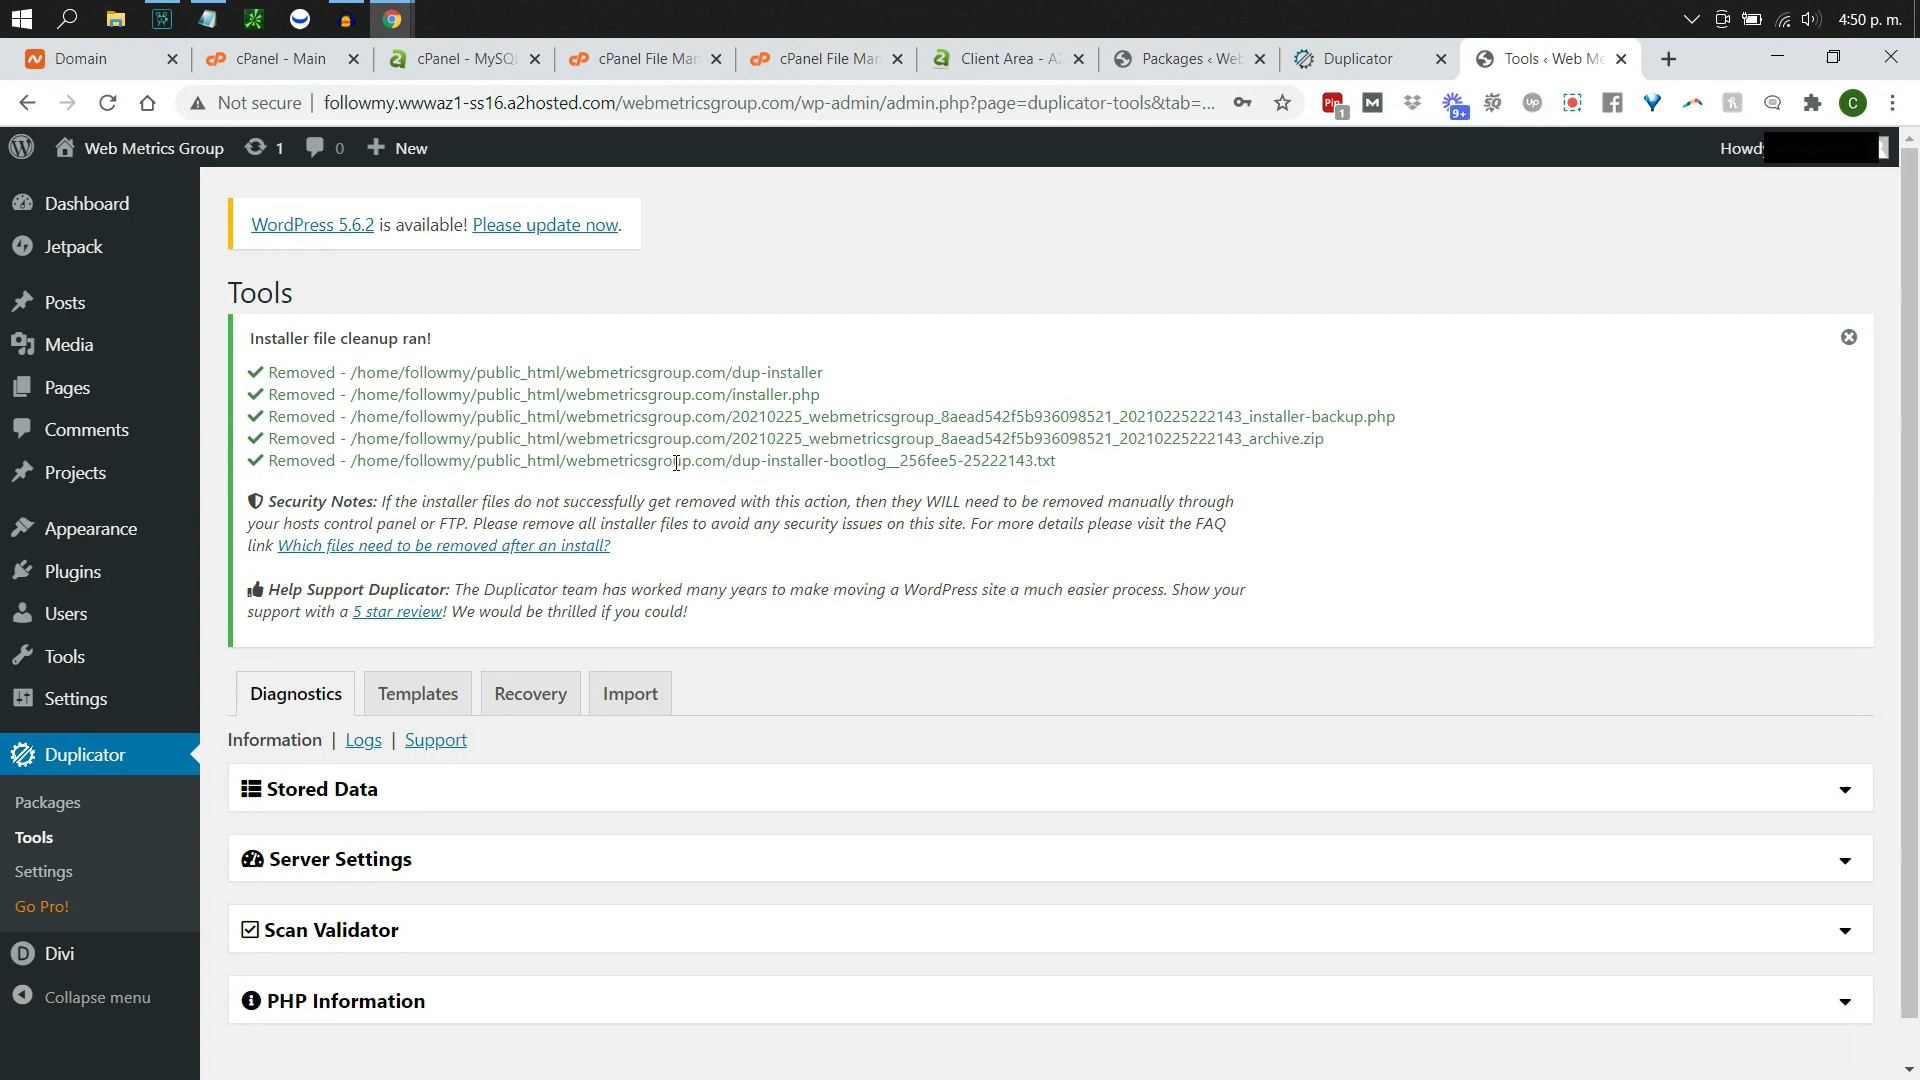 4:50 p. m.
Domain
cPanel - Main
cPanel - MySQL
cPanel File Mar
cPanel File Mar
Client Area - A2
Packages ‹ Web
Duplicator
Tools ‹ Web Me
Not secure | followmy.wwwaz1-ss16.a2hosted.com/webmetricsgroup.com/wp-admin/admin.php?page=duplicator-tools&tab=...
1
9+
Up
C
Web Metrics Group 1 0 New
Howdy
Dashboard
Jetpack
Posts
Media
Pages
Comments
Projects
Appearance
Plugins
Users
Tools
Settings
Duplicator
Packages
Tools
Settings
Go Pro!
Divi
Collapse menu
WordPress 5.6.2 is available! Please update now.
Tools
Installer file cleanup ran!
Removed - /home/followmy/public_html/webmetricsgroup.com/dup-installer
Removed - /home/followmy/public_html/webmetricsgroup.com/installer.php
Removed - /home/followmy/public_html/webmetricsgroup.com/20210225_webmetricsgroup_8aead542f5b936098521_20210225222143_installer-backup.php
Removed - /home/followmy/public_html/webmetricsgroup.com/20210225_webmetricsgroup_8aead542f5b936098521_20210225222143_archive.zip
Removed - /home/followmy/public_html/webmetricsgroup.com/dup-installer-bootlog__256fee5-25222143.txt
Security Notes: If the installer files do not successfully get removed with this action, then they WILL need to be removed manually through
your hosts control panel or FTP. Please remove all installer files to avoid any security issues on this site. For more details please visit the FAQ
link Which files need to be removed after an install?
Help Support Duplicator: The Duplicator team has worked many years to make moving a WordPress site a much easier process. Show your
support with a 5 star review! We would be thrilled if you could!
Diagnostics
Templates
Recovery
Import
Information | Logs | Support
Stored Data
Server Settings
Scan Validator
PHP Information